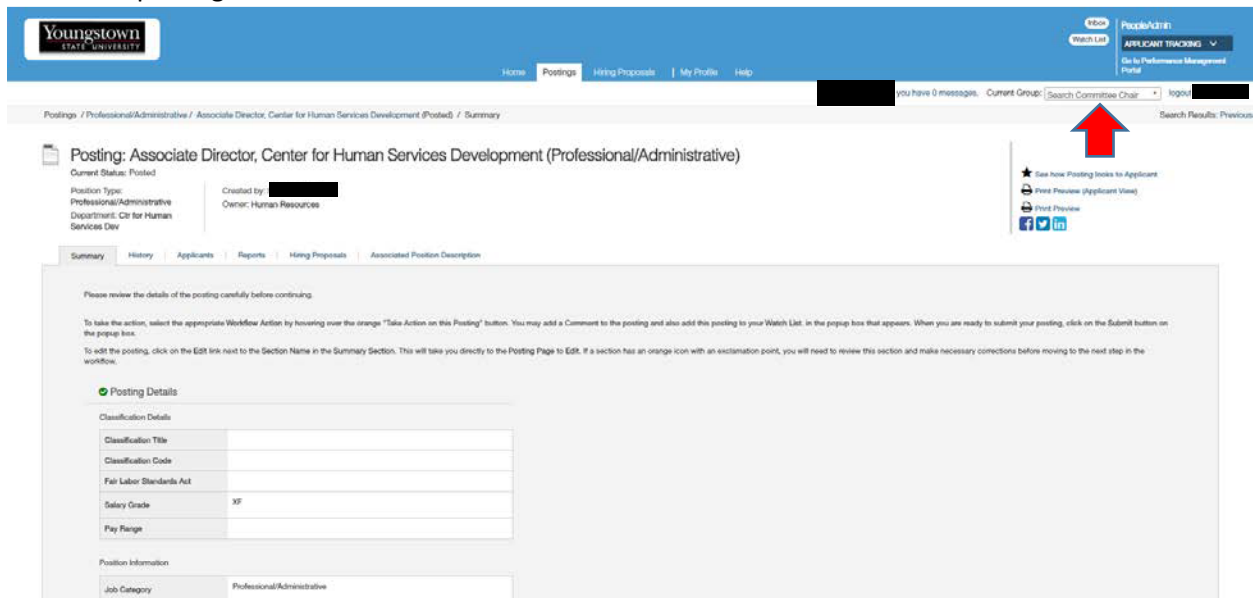 Youngstown
STATE UNIVERSITY
Inbox
Watch List
PeopleAdmin
APPLICANT TRACKING
Go to Performance Management
Portal
Home Postings Hiring Proposals | My Profile Help
you have 0 messages. Current Group: Search Committee Chair logout
Postings / Professional/Administrative / Associate Director, Center for Human Services Development (Posted) / Summary
Search Results: Previous
Posting: Associate Director, Center for Human Services Development (Professional/Administrative)
Current Status: Posted
Position Type:
Professional/Administrative
Department: Ctr for Human
Services Dev
Created by:
Owner: Human Resources
See how Posting looks to Applicant
Print Preview (Applicant View)
Print Preview
Summary | History | Applicants | Reports | Hiring Proposals | Associated Position Description
Please review the details of the posting carefully before continuing.
To take the action, select the appropriate Workflow Action by hovering over the orange "Take Action on this Posting" button. You may add a Comment to the posting and also add this posting to your Watch List. in the popup box that appears. When you are ready to submit your posting, click on the Submit button on
the popup box.
To edit the posting, click on the Edit link next to the Section Name in the Summary Section. This will take you directly to the Posting Page to Edit. If a section has an orange icon with an exclamation point, you will need to review this section and make necessary corrections before moving to the next step in the
workflow.
Posting Details
Classification Details
Classification Title
Classification Code
Fair Labor Standards Act
Salary Grade XF
Pay Range
Position Information
Job Category Professional/Administrative